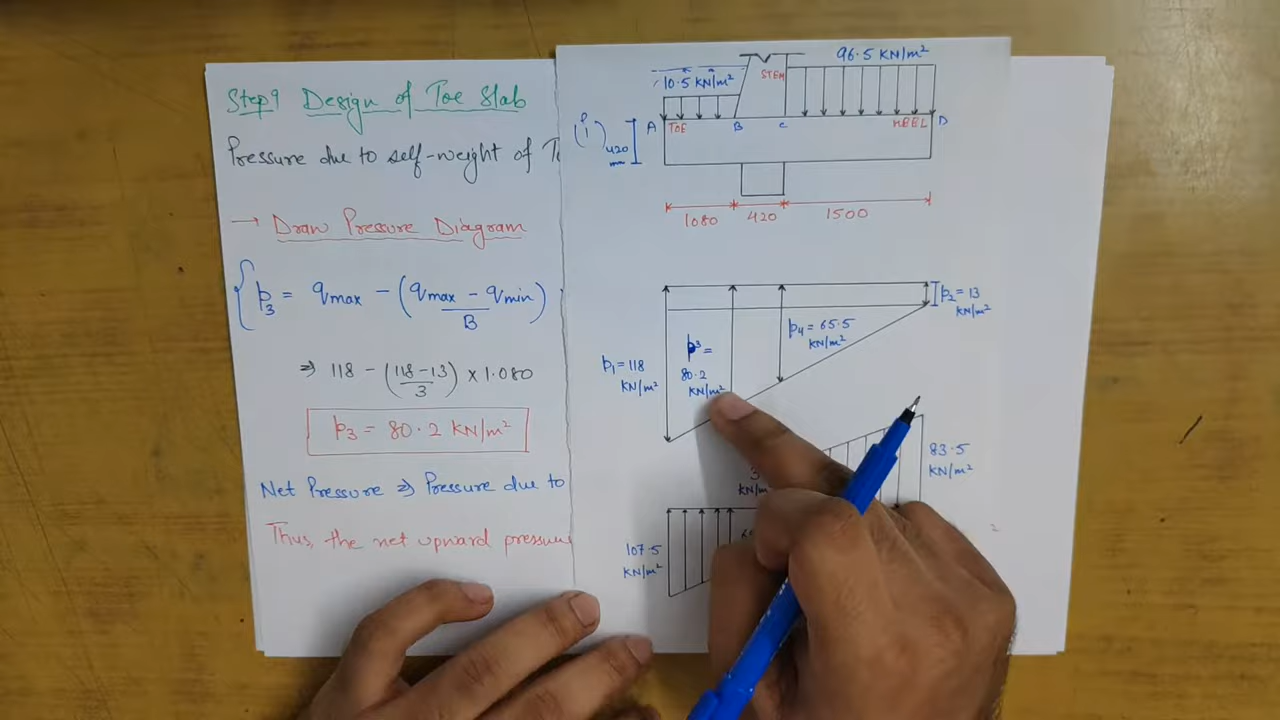 Step 9 Design of Toe Slab
Pressure due to self-weight of
→ Draw Pressure Diagram
p3 = qmax - (qmax - qmin)
B
⇒ 118 - (118-13) × 1.080
3
p3 = 80.2 KN/m²
Net Pressure ⇒ Pressure due to
Thus, the net upward
96.5 KN/m²
10.5 KN/m²
STEM
A TOE B C HEEL D
420
mm
1080 420 1500
p2 = 13
KN/m²
p4 = 65.5
KN/m²
p3 =
80.2
KN/m²
p1 = 118
KN/m²
83.5
KN/m²
KN/m
107.5
KN/m²